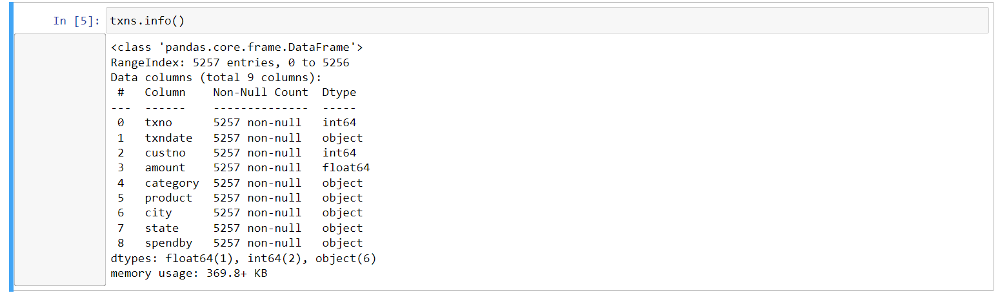 In [5]: txns.info()
<class 'pandas.core.frame.DataFrame'>
RangeIndex: 5257 entries, 0 to 5256
Data columns (total 9 columns):
 #   Column    Non-Null Count  Dtype
---  ------    --------------  -----
 0   txno      5257 non-null   int64
 1   txndate   5257 non-null   object
 2   custno    5257 non-null   int64
 3   amount    5257 non-null   float64
 4   category  5257 non-null   object
 5   product   5257 non-null   object
 6   city      5257 non-null   object
 7   state     5257 non-null   object
 8   spendby   5257 non-null   object
dtypes: float64(1), int64(2), object(6)
memory usage: 369.8+ KB